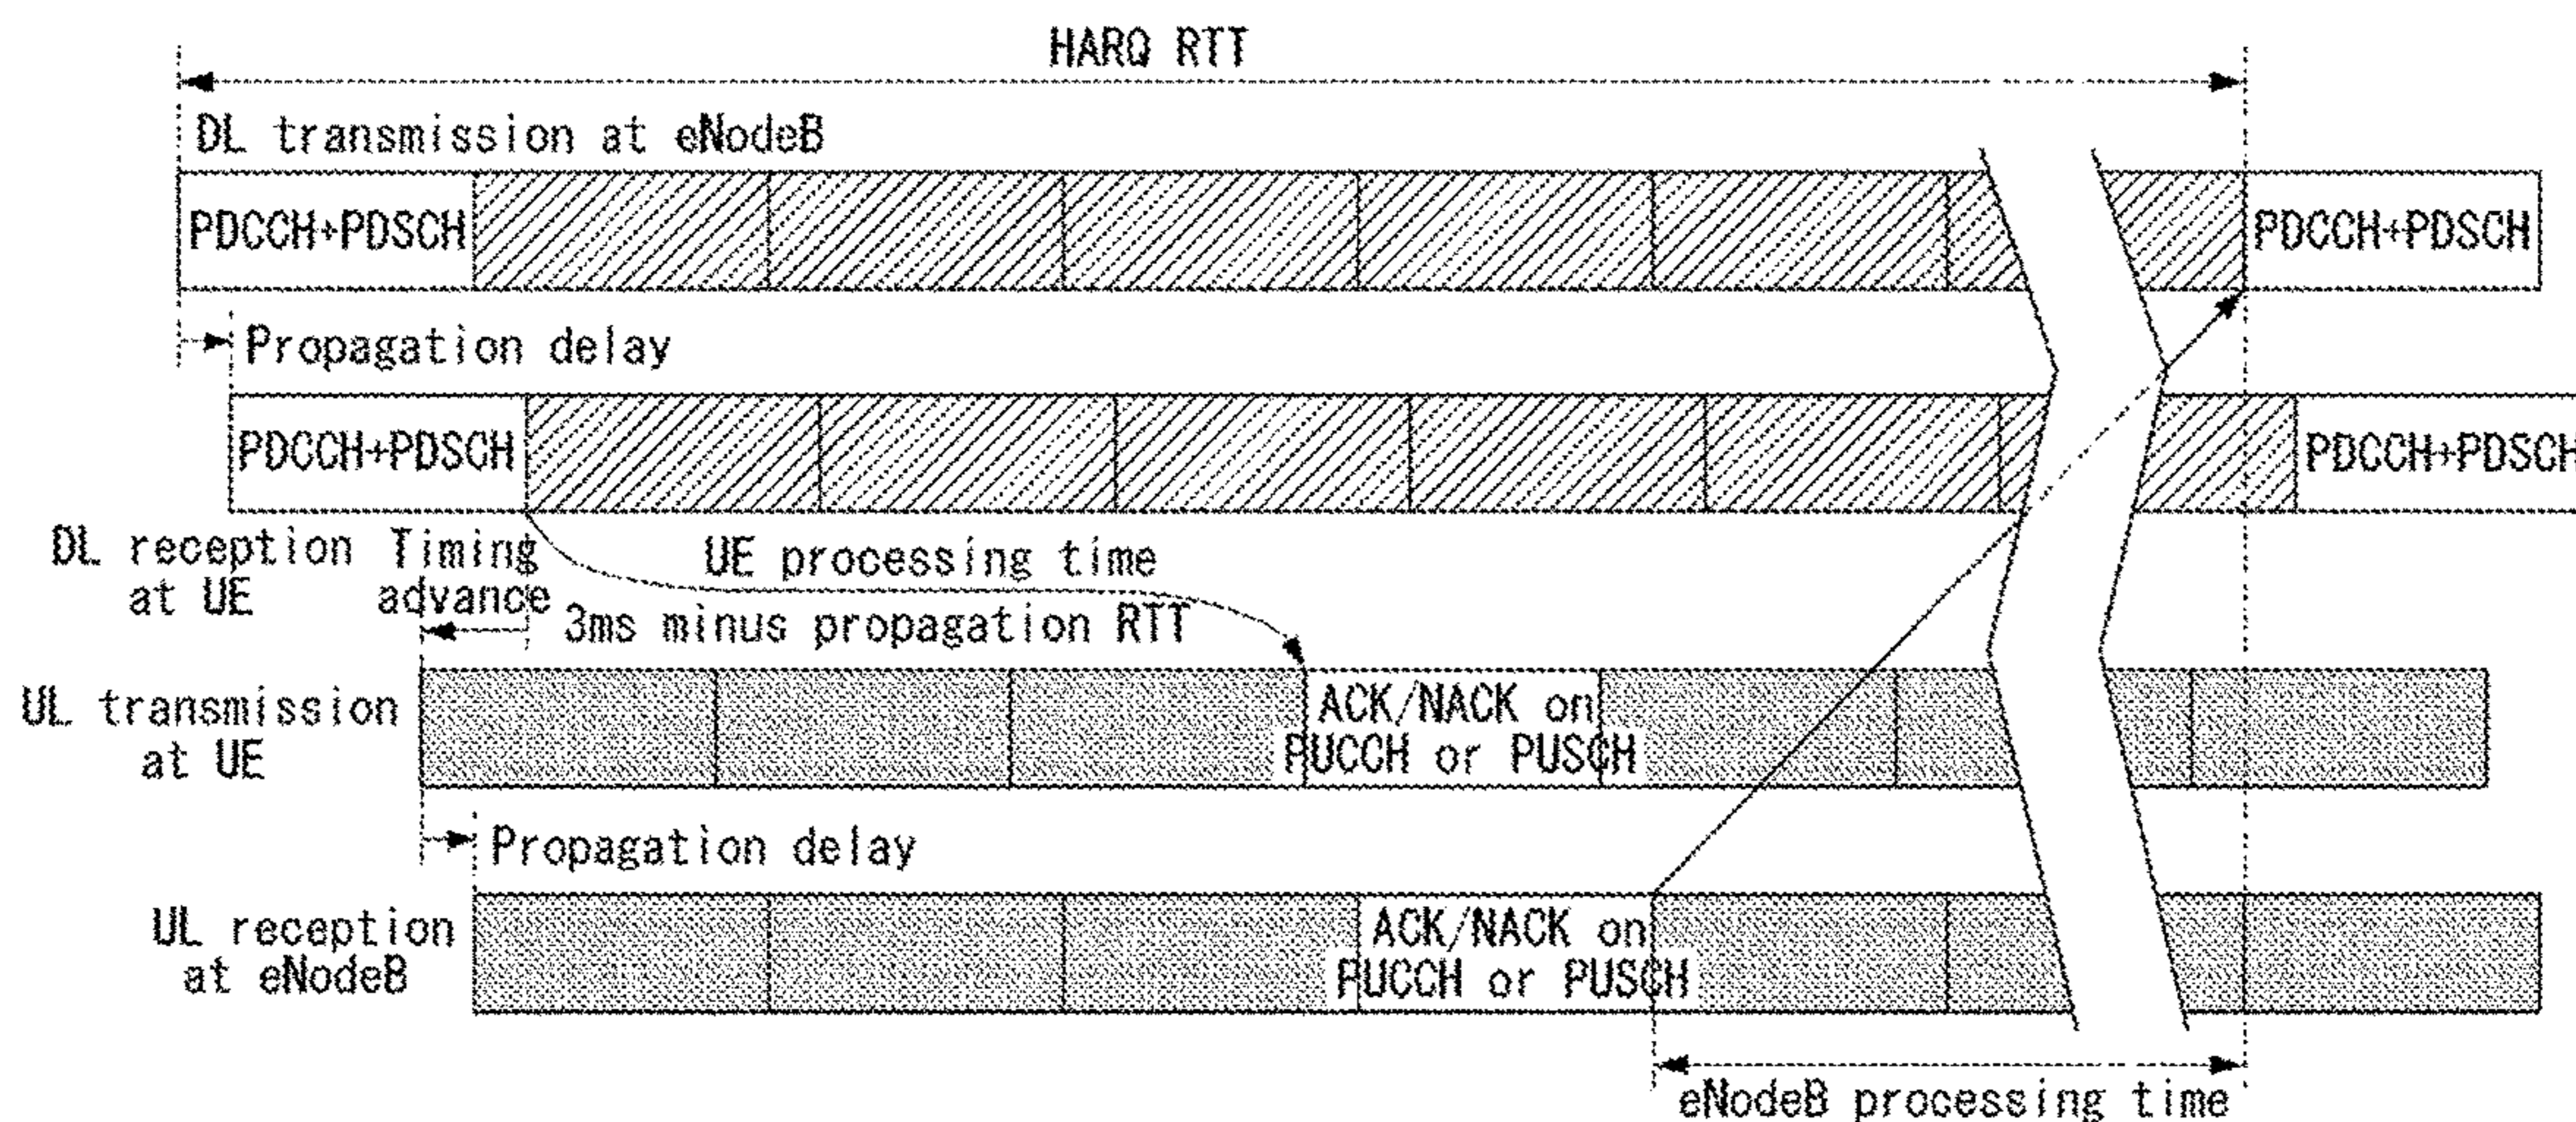 HARQ RTT
DL transmission at eNodeB
PDCCH+PDSCH
PDCCH+PDSCH
Propagation delay
PDCCH+PDSCH
PDCCH+PDSCH
DL reception
at UE
Timing
advance
UE processing time
3ms minus propagation RTT
UL transmission
at UE
ACK/NACK on
PUCCH or PUSCH
Propagation delay
UL reception
at eNodeB
ACK/NACK on
PUCCH or PUSCH
eNodeB processing time